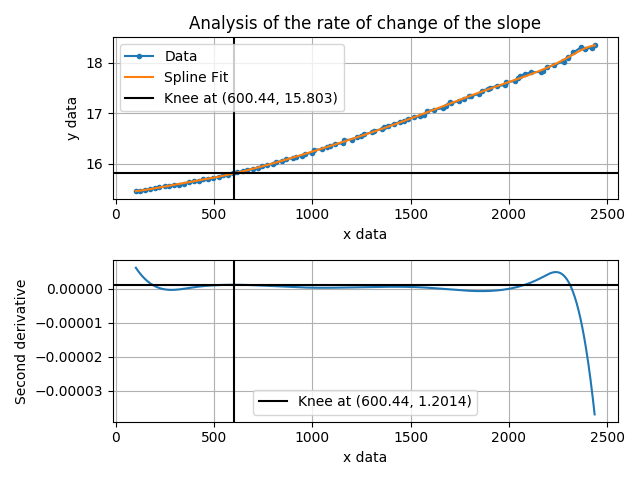 Analysis of the rate of change of the slope
Data
Spline Fit
Knee at (600.44, 15.803)
y data
18
17
16
0
500
1000
1500
2000
2500
x data
Second derivative
0.00000
−0.00001
−0.00002
−0.00003
Knee at (600.44, 1.2014)
0
500
1000
1500
2000
2500
x data